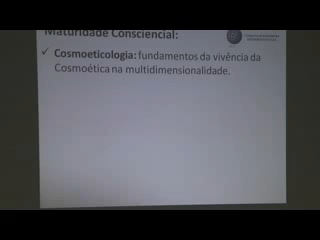 Maturidade Consciencial:
✓ Cosmoeticologia: fundamentos da vivência da
Cosmoética na multidimensionalidade.